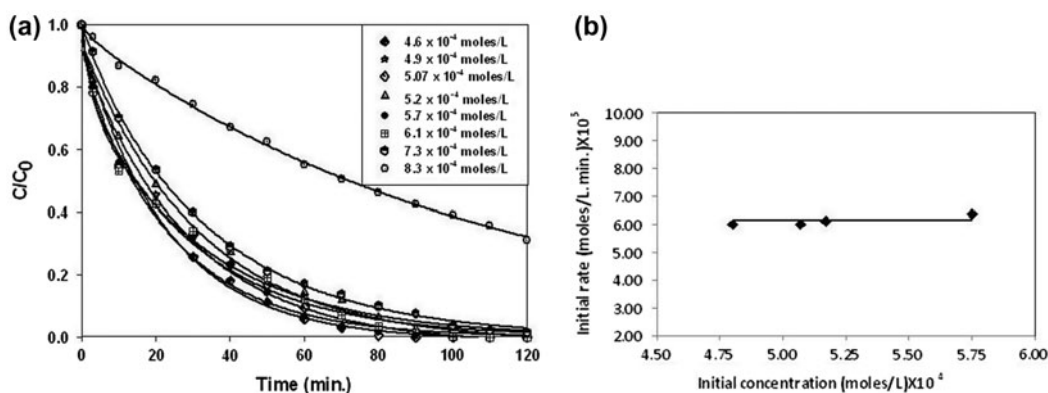 (a)
1.0
0.8
0.6
0.4
0.2
0.0
C/C₀
0
20
40
60
80
100
120
Time (min.)
4.6 x 10⁻⁴ moles/L
4.9 x 10⁻⁴ moles/L
5.07 x 10⁻⁴ moles/L
5.2 x 10⁻⁴ moles/L
5.7 x 10⁻⁴ moles/L
6.1 x 10⁻⁴ moles/L
7.3 x 10⁻⁴ moles/L
8.3 x 10⁻⁴ moles/L
(b)
Initial rate (moles/L.min.)X10⁵
10.00
9.00
8.00
7.00
6.00
5.00
4.00
3.00
2.00
4.50
4.75
5.00
5.25
5.50
5.75
6.00
Initial concentration (moles/L)X10⁴